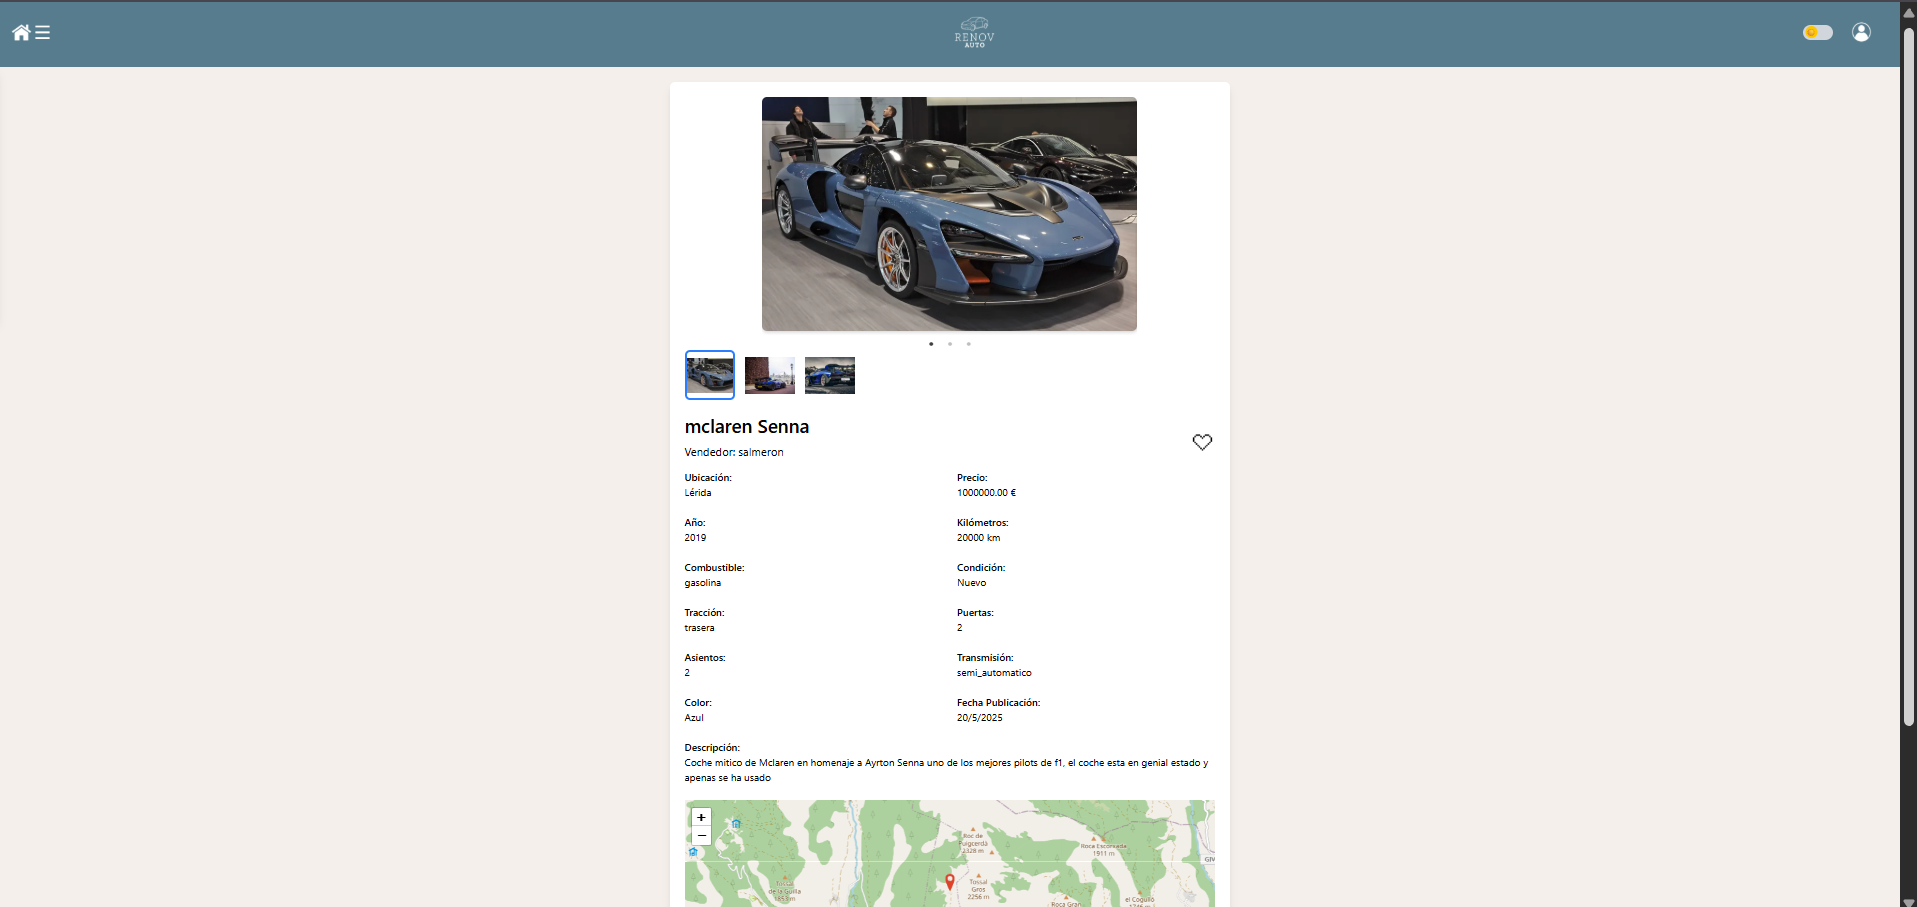 RENOV
AUTO
mclaren Senna
Vendedor: salmeron
Ubicación:
Lérida
Precio:
1000000.00 €
Año:
2019
Kilómetros:
20000 km
Combustible:
gasolina
Condición:
Nuevo
Tracción:
trasera
Puertas:
2
Asientos:
2
Transmisión:
semi_automatico
Color:
Azul
Fecha Publicación:
20/5/2025
Descripción:
Coche mitico de Mclaren en homenaje a Ayrton Senna uno de los mejores pilots de f1, el coche esta en genial estado y
apenas se ha usado
+
−
Roc de
Puigcerdà
2328 m
Roca Escorxada
1911 m
GIV
Tossal
de la Guilla
1853 m
Tossal
Gros
2256 m
Roca Gran
el Cogulló